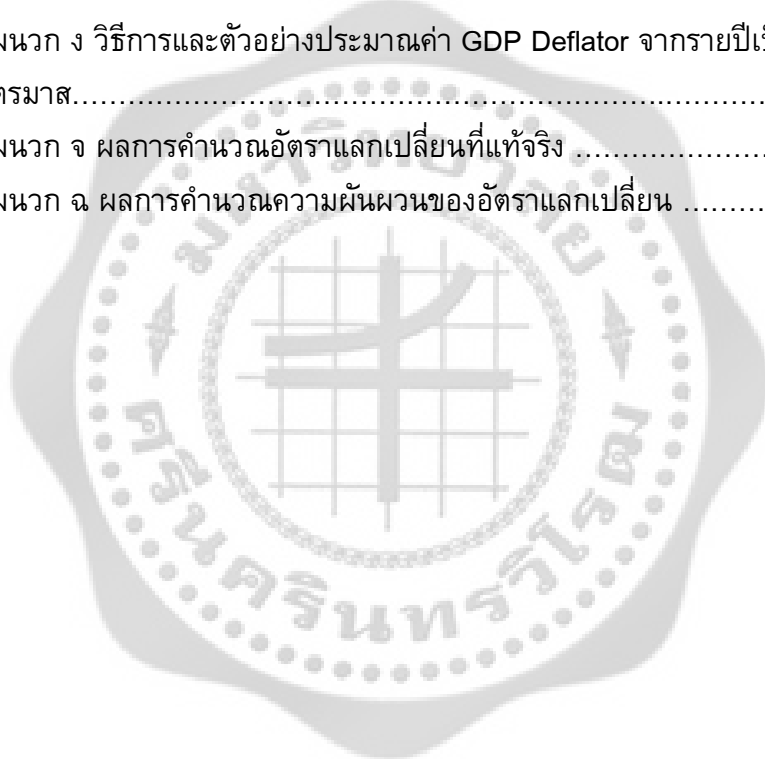 ผนวก ง วิธีการและตัวอย่างประมาณค่า GDP Deflator จากรายปีเป็
ตรมาส…………………………………………………………..…………
ผนวก จ ผลการคำนวณอัตราแลกเปลี่ยนที่แท้จริง …………………
ผนวก ฉ ผลการคำนวณความผันผวนของอัตราแลกเปลี่ยน ………
มหาวิทยาลัย
ศรีนครินทรวิโรฒ